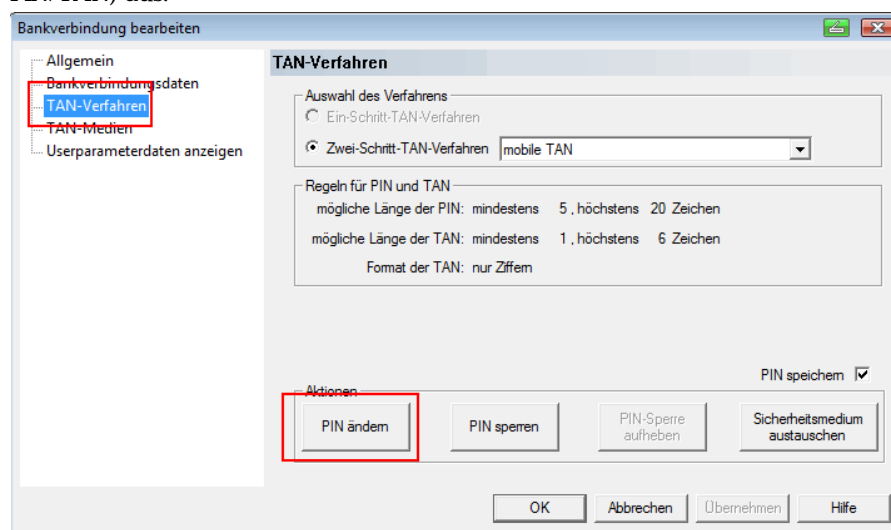 Bankverbindung bearbeiten
Allgemein
Bankverbindungsdaten
TAN-Verfahren
TAN-Medien
Userparameterdaten anzeigen
TAN-Verfahren
Auswahl des Verfahrens
Ein-Schritt-TAN-Verfahren
Zwei-Schritt-TAN-Verfahren mobile TAN
Regeln für PIN und TAN
mögliche Länge der PIN: mindestens 5 , höchstens 20 Zeichen
mögliche Länge der TAN: mindestens 1 , höchstens 6 Zeichen
Format der TAN: nur Ziffern
PIN speichern
Aktionen
PIN ändern
PIN sperren
PIN-Sperre
aufheben
Sicherheitsmedium
austauschen
OK Abbrechen Übernehmen Hilfe